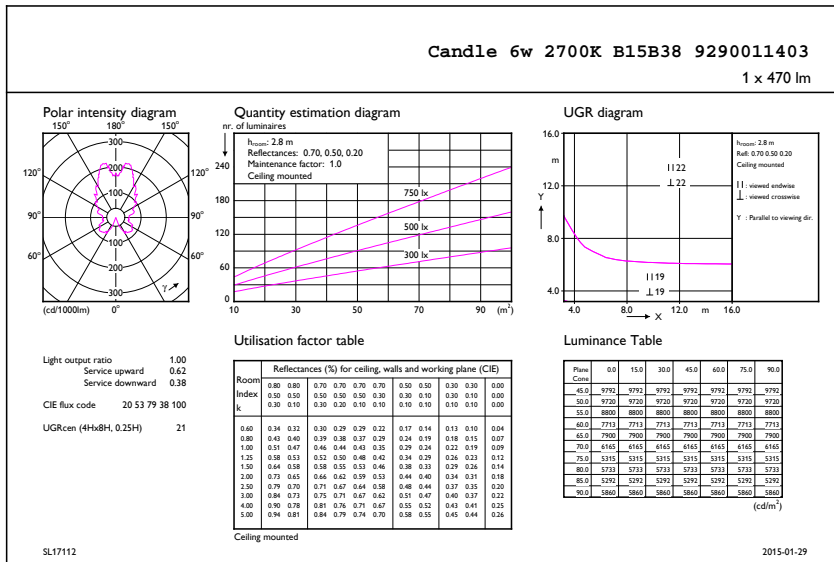 Candle 6w 2700K B15B38 9290011403
1 x 470 lm
Polar intensity diagram
150° 180° 150°
300
200
120° 120°
100
90° 90°
100
60° 60°
200
300
γ
(cd/1000lm) 0°
Quantity estimation diagram
nr. of luminaires
hroom: 2.8 m
Reflectances: 0.70, 0.50, 0.20
Maintenance factor: 1.0
Ceiling mounted
240
180
120
60
0
750 lx
500 lx
300 lx
10 30 50 70 90 (m²)
UGR diagram
16.0
m
12.0
Y
8.0
4.0
4.0 8.0 12.0 m 16.0
X
II 22
⊥ 22
II 19
⊥ 19
hroom: 2.8 m
Refl: 0.70 0.50 0.20
Ceiling mounted
II : viewed endwise
⊥ : viewed crosswise
Y : Parallel to viewing dir.
Light output ratio 1.00
Service upward 0.62
Service downward 0.38
CIE flux code 20 53 79 38 100
UGRcen (4Hx8H, 0.25H) 21
Utilisation factor table
Room Index k
Reflectances (%) for ceiling, walls and working plane (CIE)
0.80 0.80 0.70 0.70 0.70 0.70 0.50 0.50 0.30 0.30 0.00
0.50 0.50 0.50 0.50 0.50 0.30 0.30 0.10 0.30 0.10 0.00
0.30 0.10 0.30 0.20 0.10 0.10 0.10 0.10 0.10 0.10 0.00
0.60 0.34 0.32 0.30 0.29 0.29 0.22 0.17 0.14 0.13 0.10 0.04
0.80 0.43 0.40 0.39 0.38 0.37 0.29 0.24 0.19 0.18 0.15 0.07
1.00 0.51 0.47 0.46 0.44 0.43 0.35 0.29 0.24 0.22 0.19 0.09
1.25 0.58 0.53 0.52 0.50 0.48 0.42 0.34 0.29 0.26 0.23 0.12
1.50 0.64 0.58 0.58 0.55 0.53 0.46 0.38 0.33 0.29 0.26 0.14
2.00 0.73 0.65 0.66 0.62 0.59 0.53 0.44 0.40 0.34 0.31 0.18
2.50 0.79 0.70 0.71 0.67 0.64 0.58 0.48 0.44 0.37 0.35 0.20
3.00 0.84 0.73 0.75 0.71 0.67 0.62 0.51 0.47 0.40 0.37 0.22
4.00 0.90 0.78 0.81 0.76 0.71 0.67 0.55 0.52 0.43 0.41 0.25
5.00 0.94 0.81 0.84 0.79 0.74 0.70 0.58 0.55 0.45 0.44 0.26
Ceiling mounted
Luminance Table
Plane Cone 0.0 15.0 30.0 45.0 60.0 75.0 90.0
45.0 9792 9792 9792 9792 9792 9792 9792
50.0 9720 9720 9720 9720 9720 9720 9720
55.0 8800 8800 8800 8800 8800 8800 8800
60.0 7713 7713 7713 7713 7713 7713 7713
65.0 7900 7900 7900 7900 7900 7900 7900
70.0 6165 6165 6165 6165 6165 6165 6165
75.0 5315 5315 5315 5315 5315 5315 5315
80.0 5733 5733 5733 5733 5733 5733 5733
85.0 5292 5292 5292 5292 5292 5292 5292
90.0 5860 5860 5860 5860 5860 5860 5860
(cd/m²)
SL17112
2015-01-29